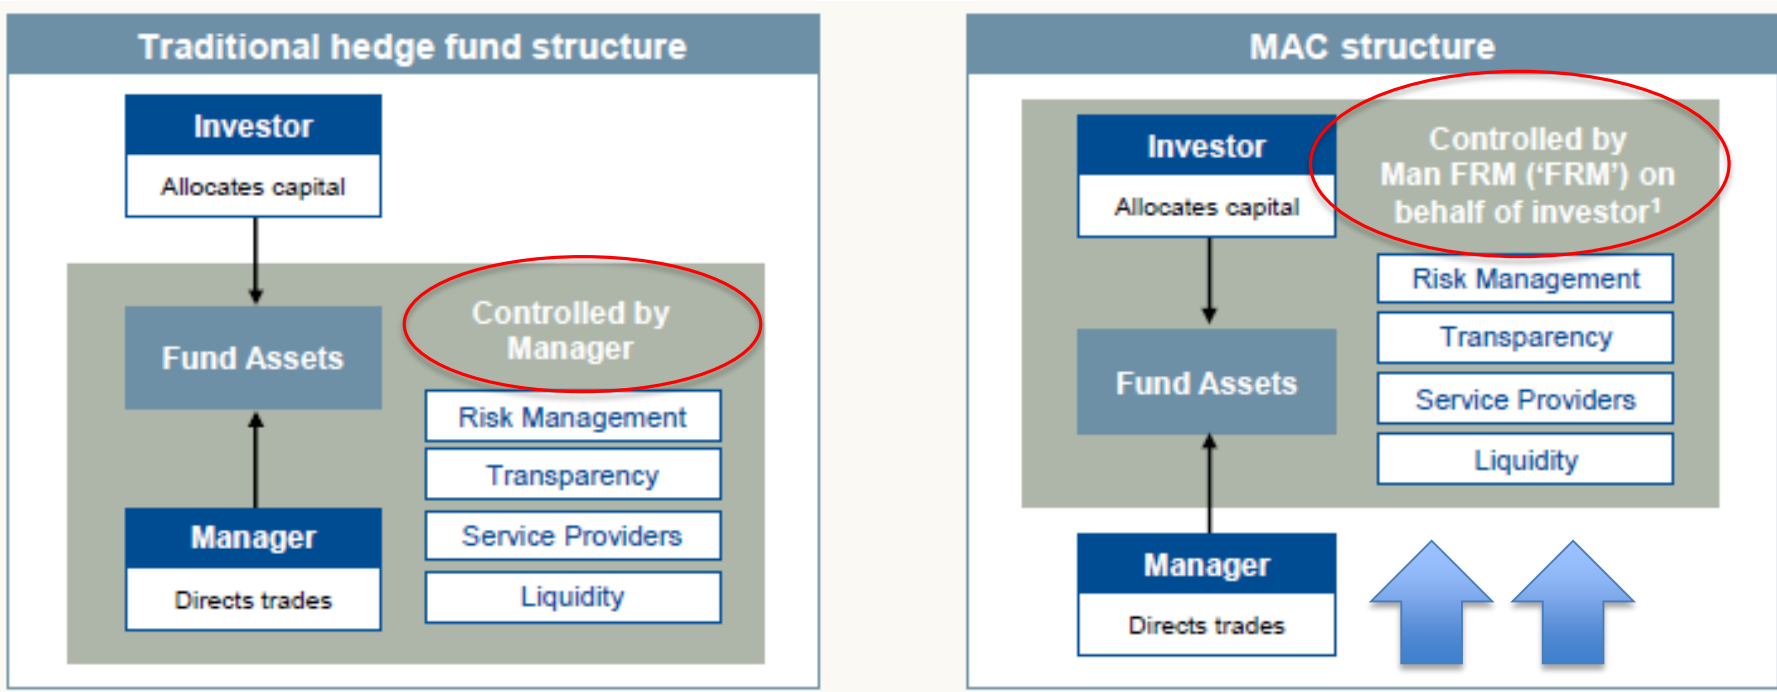 Traditional hedge fund structure
Investor
Allocates capital
Fund Assets
Controlled by
Manager
Risk Management
Transparency
Service Providers
Liquidity
Manager
Directs trades
MAC structure
Investor
Allocates capital
Controlled by
Man FRM (‘FRM’) on
behalf of investor¹
Risk Management
Transparency
Service Providers
Liquidity
Fund Assets
Manager
Directs trades